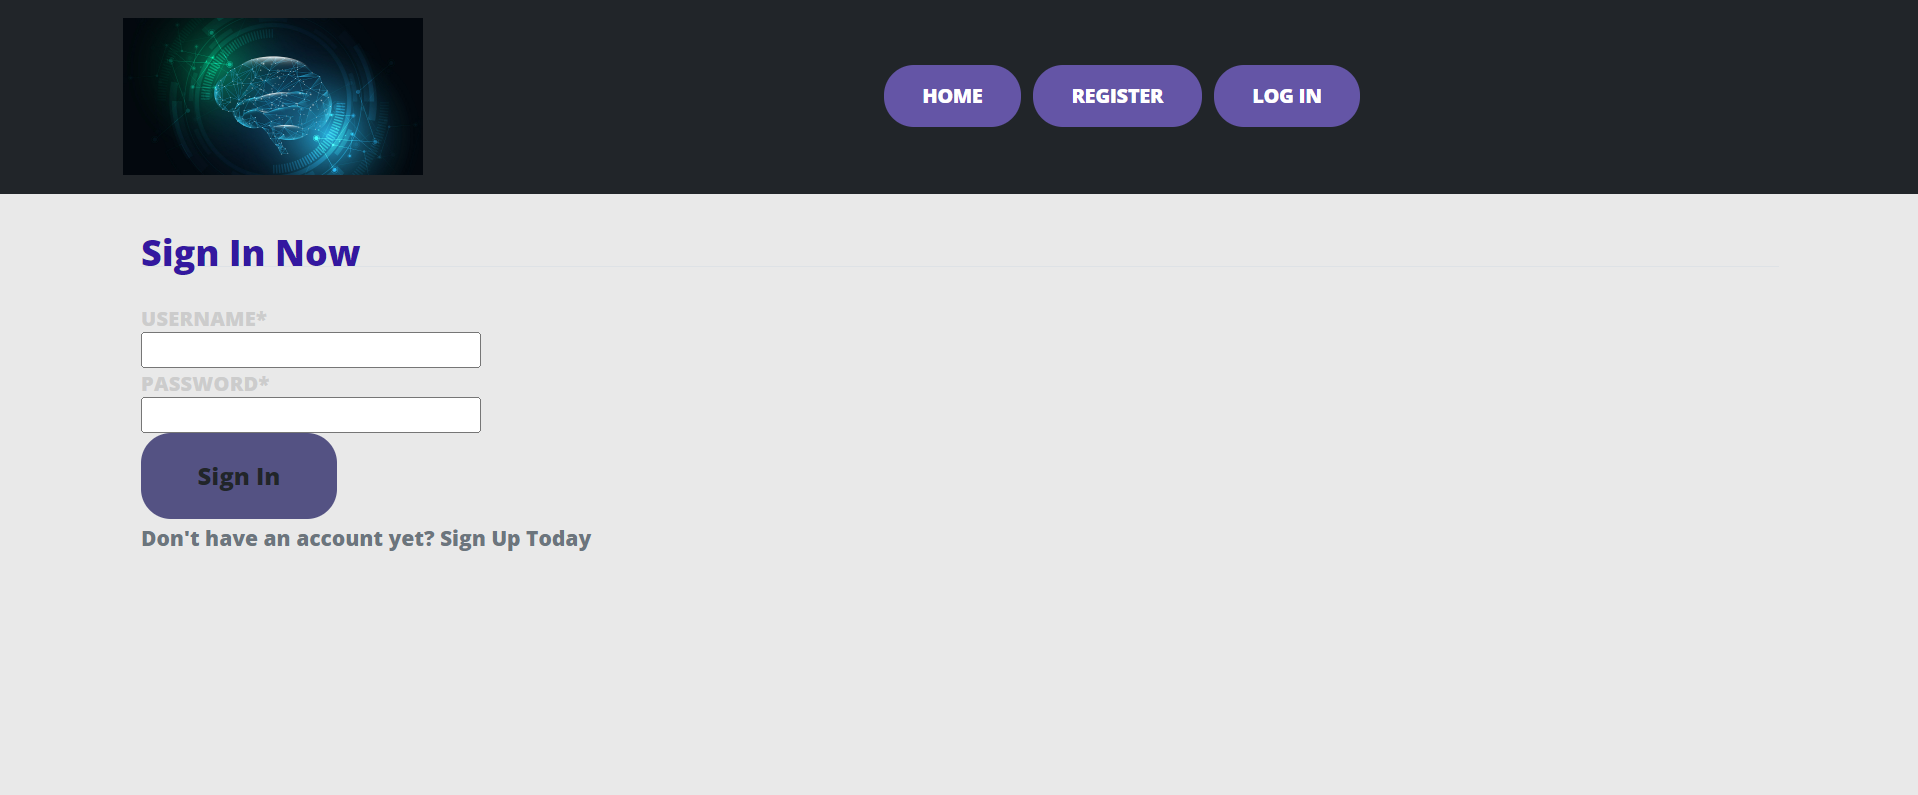 HOME REGISTER LOG IN
Sign In Now
USERNAME*
PASSWORD*
Sign In
Don't have an account yet? Sign Up Today